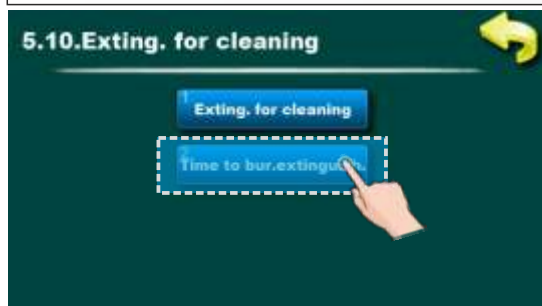 5.10.Exting. for cleaning
1
Exting. for cleaning
2
Time to bur.extinguish.